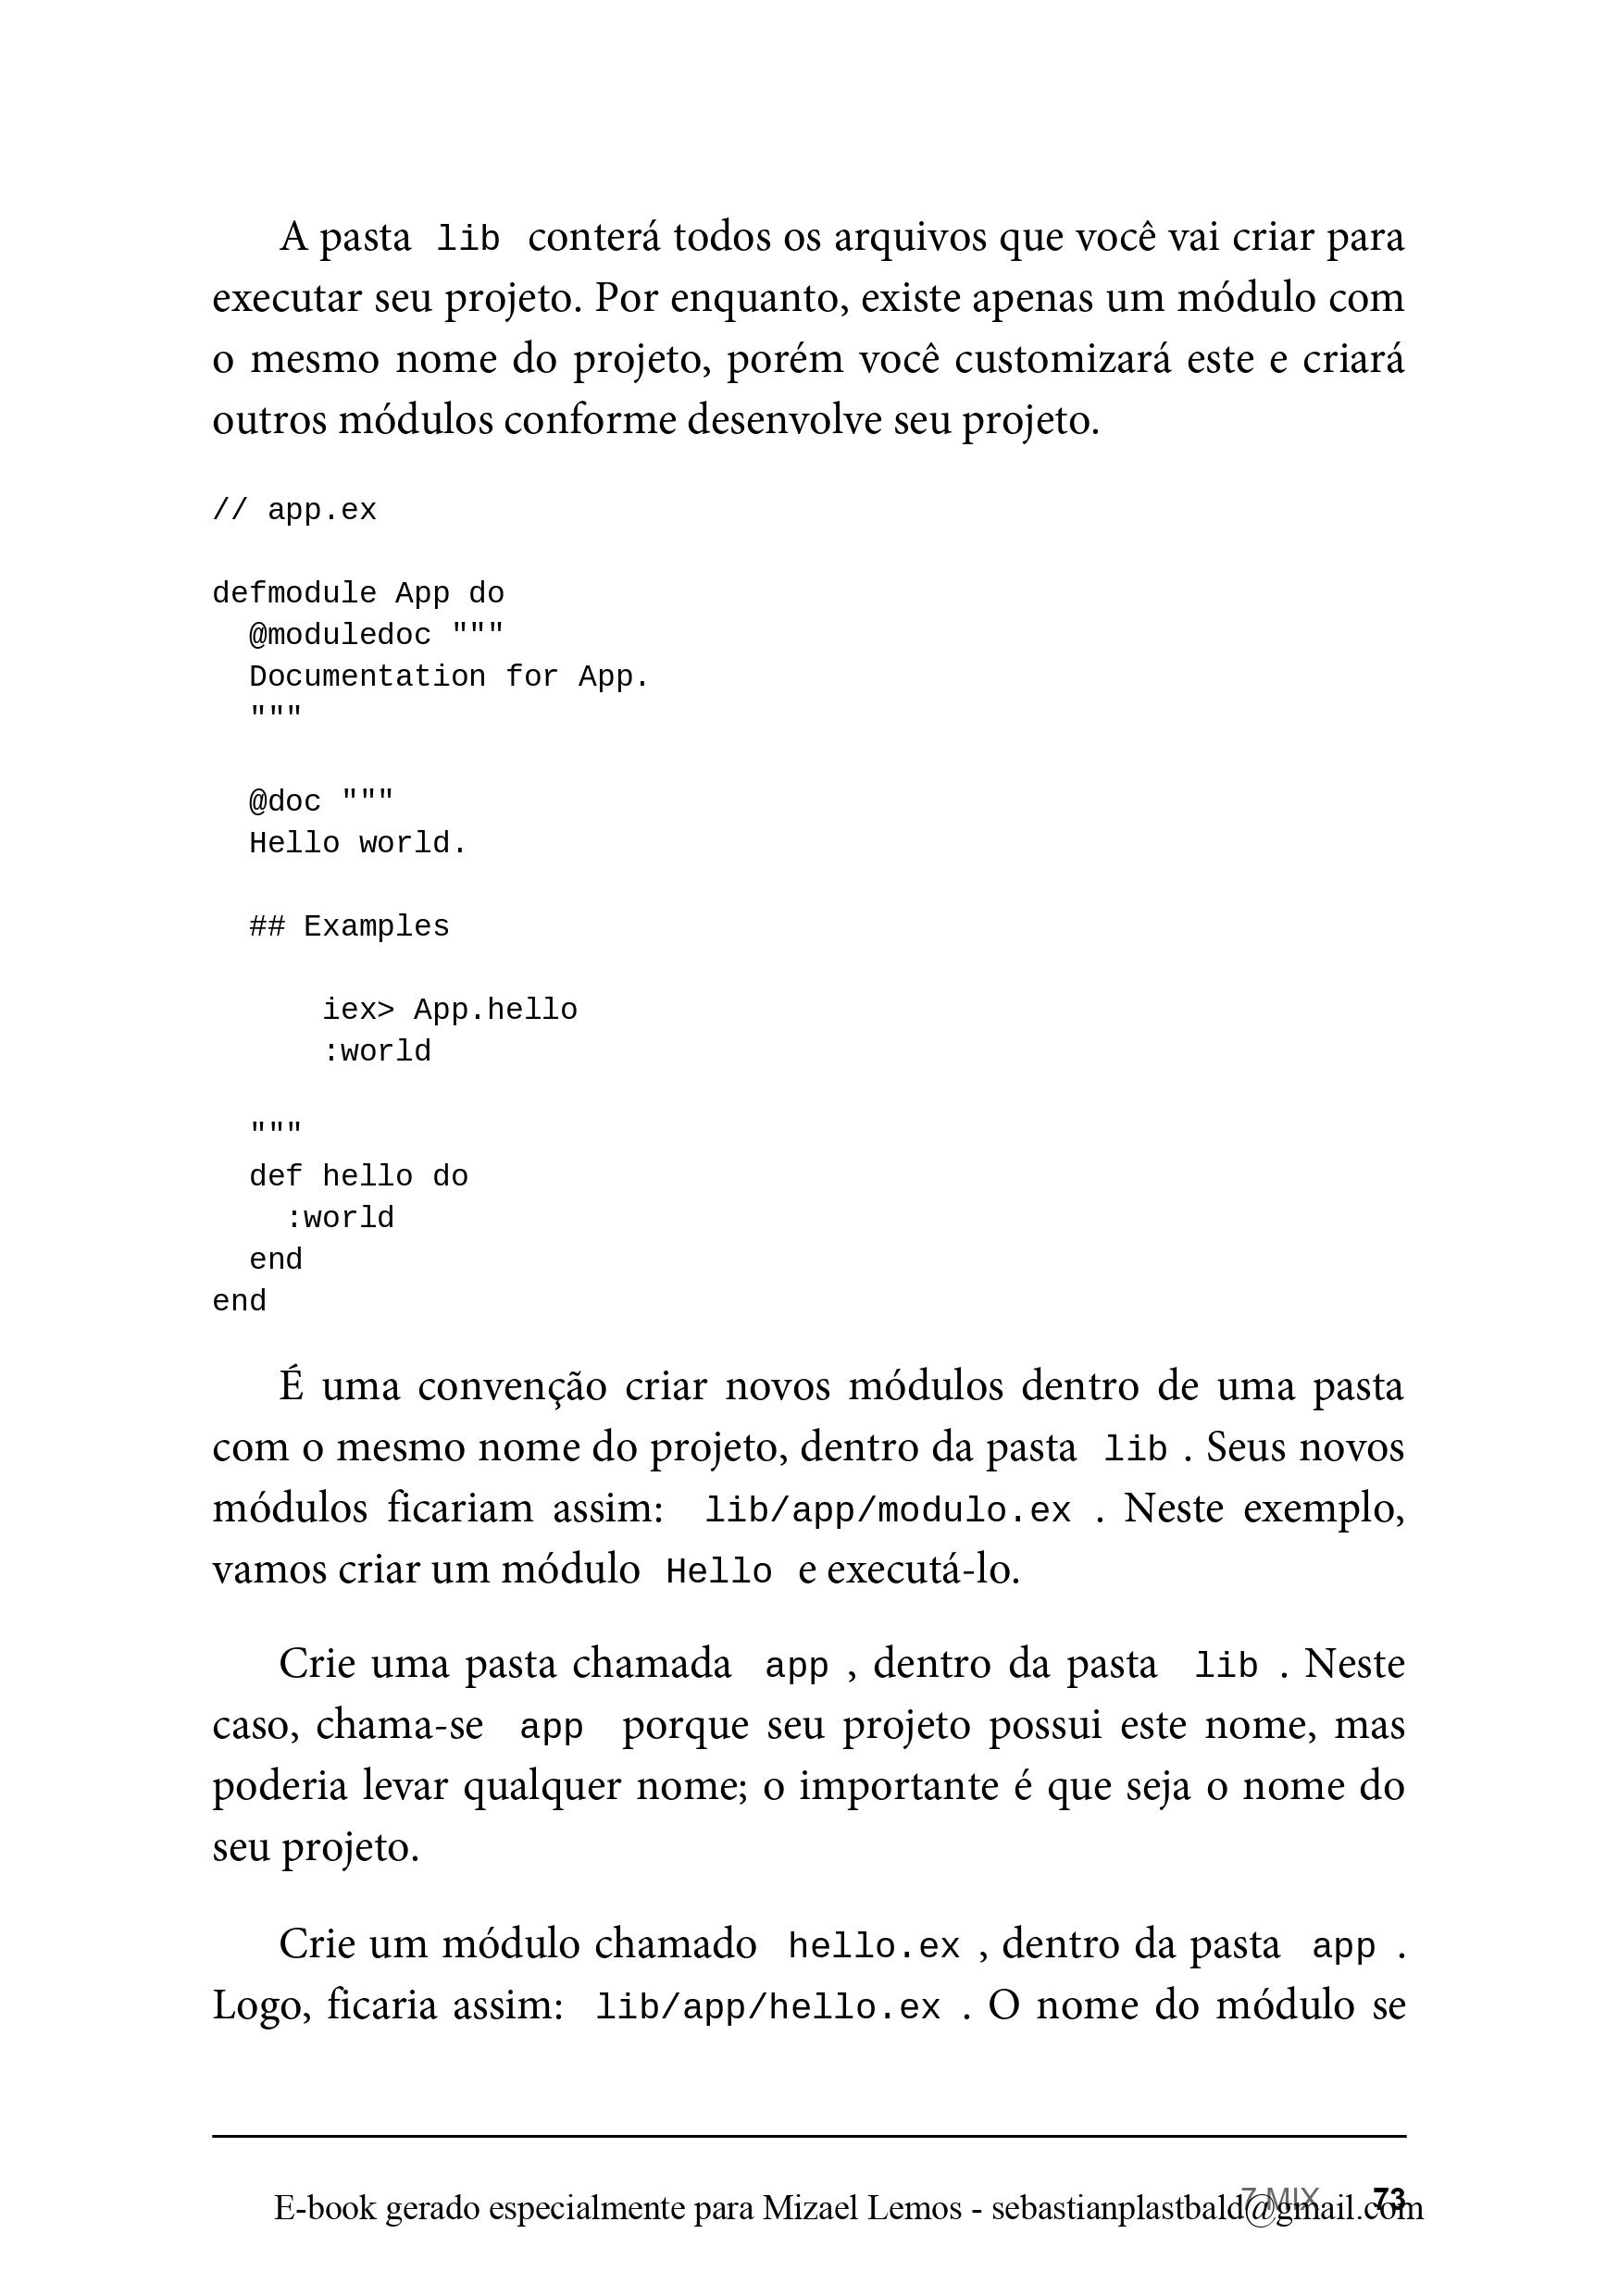 A pasta lib conterá todos os arquivos que você vai criar para
executar seu projeto. Por enquanto, existe apenas um módulo com
o mesmo nome do projeto, porém você customizará este e criará
outros módulos conforme desenvolve seu projeto.
// app.ex
defmodule App do
  @moduledoc """
  Documentation for App.
  """
  @doc """
  Hello world.
  ## Examples
      iex> App.hello
      :world
  """
  def hello do
    :world
  end
end
É uma convenção criar novos módulos dentro de uma pasta
com o mesmo nome do projeto, dentro da pasta lib . Seus novos
módulos ficariam assim: lib/app/modulo.ex . Neste exemplo,
vamos criar um módulo Hello e executá-lo.
Crie uma pasta chamada app , dentro da pasta lib . Neste
caso, chama-se app porque seu projeto possui este nome, mas
poderia levar qualquer nome; o importante é que seja o nome do
seu projeto.
Crie um módulo chamado hello.ex , dentro da pasta app .
Logo, ficaria assim: lib/app/hello.ex . O nome do módulo se
7 MIX 73
E-book gerado especialmente para Mizael Lemos - sebastianplastbald@gmail.com